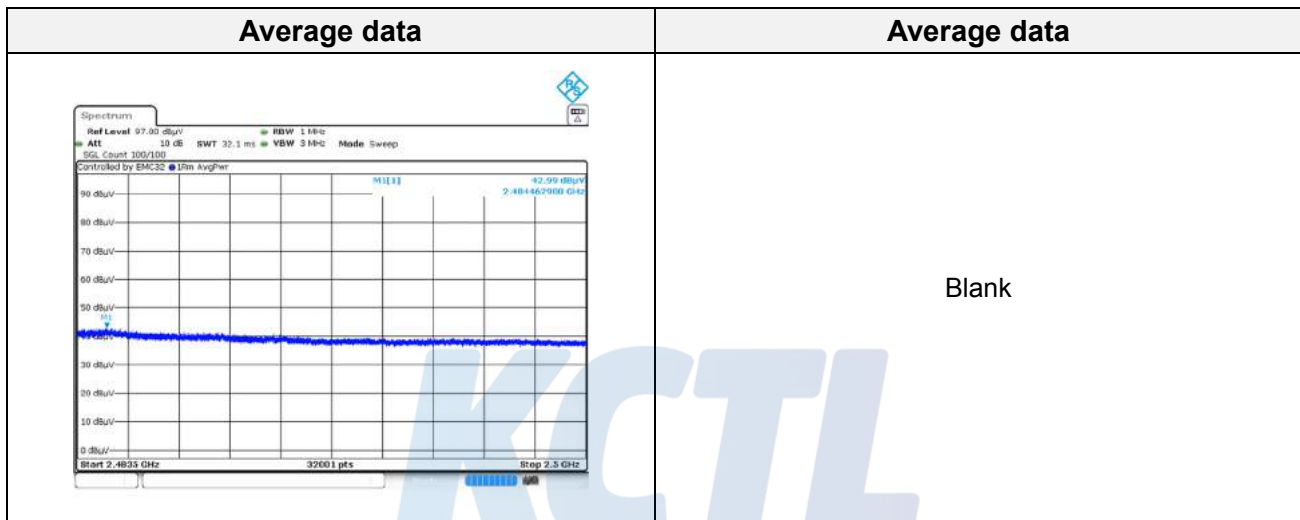 Average data
Average data
Spectrum
Ref Level 97.00 dBµV RBW 1 MHz
Att 10 dB SWT 32.1 ms VBW 3 MHz Mode Sweep
SGL Count 100/100
Controlled by EMC32 1Rm AvgPwr
M1[1] 42.99 dBµV
2.484462900 GHz
90 dBµV
80 dBµV
70 dBµV
60 dBµV
50 dBµV
M1
30 dBµV
20 dBµV
10 dBµV
0 dBµV
Start 2.4835 GHz 32001 pts Stop 2.5 GHz
Blank
KCTL